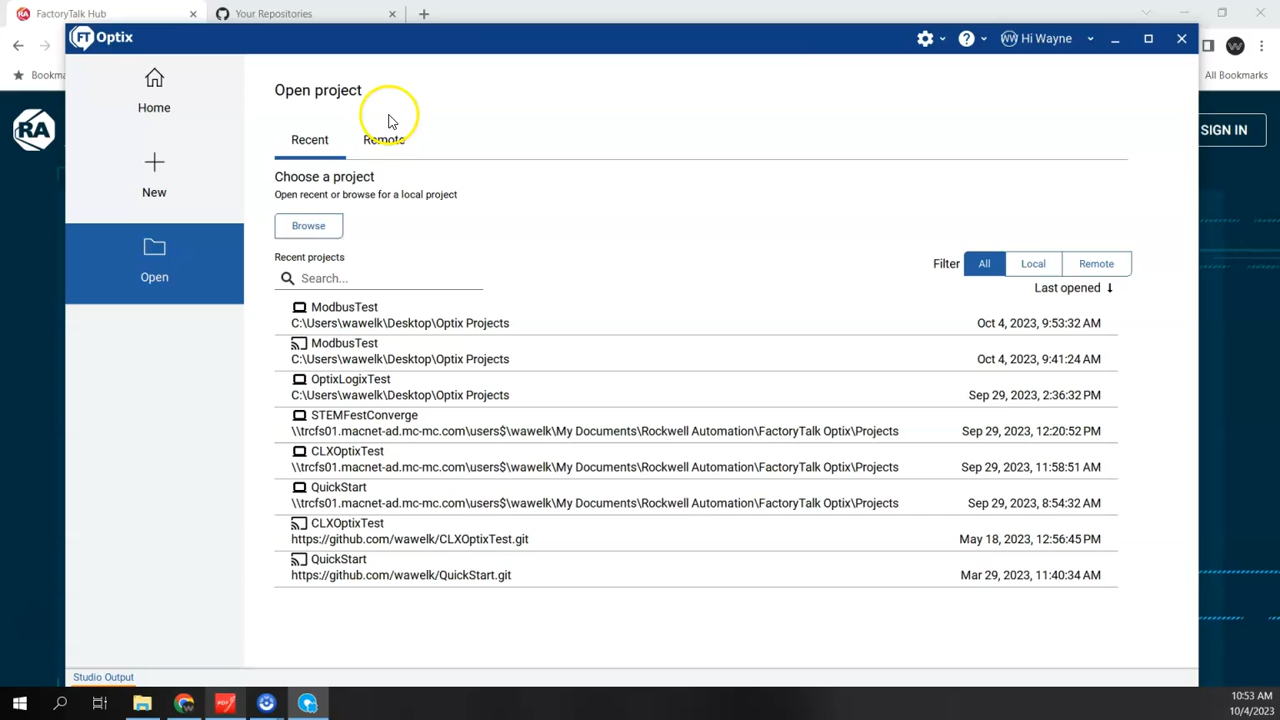 FactoryTalk Hub
Your Repositories
FT Optix
Hi Wayne
Bookma
All Bookmarks
Home
New
Open
Open project
Recent
Remote
Choose a project
Open recent or browse for a local project
Browse
Recent projects
Search...
Filter All Local Remote
Last opened
ModbusTest
C:\Users\wawelk\Desktop\Optix Projects Oct 4, 2023, 9:53:32 AM
ModbusTest
C:\Users\wawelk\Desktop\Optix Projects Oct 4, 2023, 9:41:24 AM
OptixLogixTest
C:\Users\wawelk\Desktop\Optix Projects Sep 29, 2023, 2:36:32 PM
STEMFestConverge
\\trcfs01.macnet-ad.mc-mc.com\users$\wawelk\My Documents\Rockwell Automation\FactoryTalk Optix\Projects Sep 29, 2023, 12:20:52 PM
CLXOptixTest
\\trcfs01.macnet-ad.mc-mc.com\users$\wawelk\My Documents\Rockwell Automation\FactoryTalk Optix\Projects Sep 29, 2023, 11:58:51 AM
QuickStart
\\trcfs01.macnet-ad.mc-mc.com\users$\wawelk\My Documents\Rockwell Automation\FactoryTalk Optix\Projects Sep 29, 2023, 8:54:32 AM
CLXOptixTest
https://github.com/wawelk/CLXOptixTest.git May 18, 2023, 12:56:45 PM
QuickStart
https://github.com/wawelk/QuickStart.git Mar 29, 2023, 11:40:34 AM
RA
SIGN IN
Studio Output
10:53 AM
10/4/2023